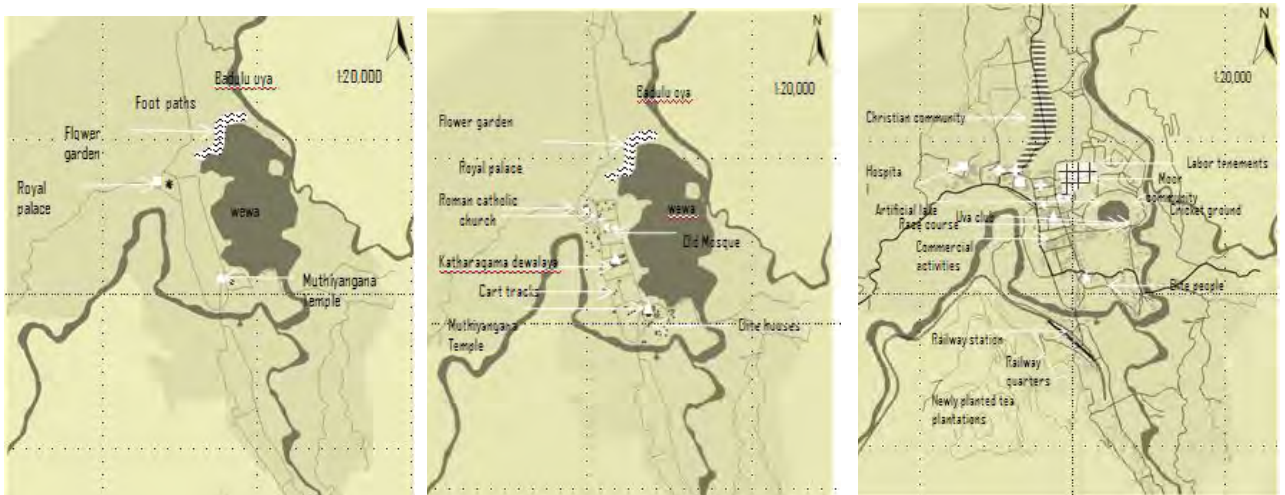 Badulu oya
1:20,000
Foot paths
Flower
garden
Royal
palace
wewa
Muthiyangana
temple
N
Badulu oya
1:20,000
Flower garden
Royal palace
Roman catholic
church
wewa
Old Mosque
Katharagama dewalaya
Cart tracks
Muthiyangana
Temple
Elite houses
N
1:20,000
Christian community
Labor tenements
Moor
community
Hospita
l
Artificial lake
Cricket ground
Uva club
Race course
Commercial
activities
Elite people
Railway station
Railway
quarters
Newly planted tea
plantations